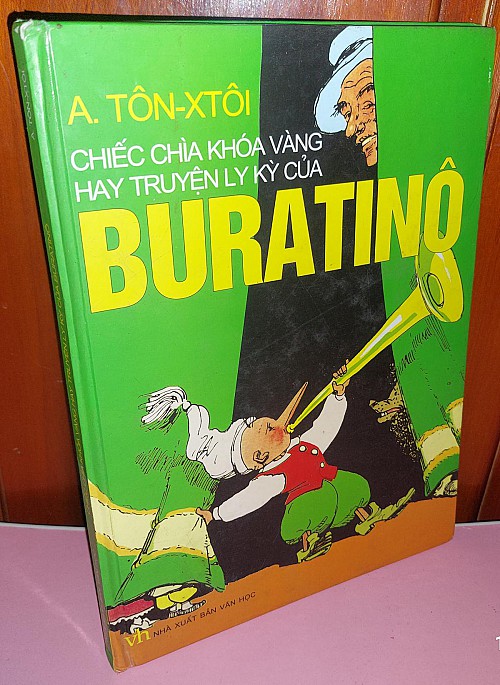 A. TÔN-XTÔI
CHIẾC CHÌA KHÓA VÀNG
HAY TRUYỆN LY KỲ CỦA
BURATINÔ
vh NHÀ XUẤT BẢN VĂN HỌC